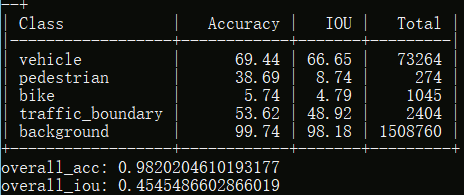 --+
| Class | Accuracy | IOU | Total |
|------------------+----------+-------+---------|
| vehicle | 69.44 | 66.65 | 73264 |
| pedestrian | 38.69 | 8.74 | 274 |
| bike | 5.74 | 4.79 | 1045 |
| traffic_boundary | 53.62 | 48.92 | 2404 |
| background | 99.74 | 98.18 | 1508760 |
+------------------+----------+-------+---------+
overall_acc: 0.9820204610193177
overall_iou: 0.4545486602866019